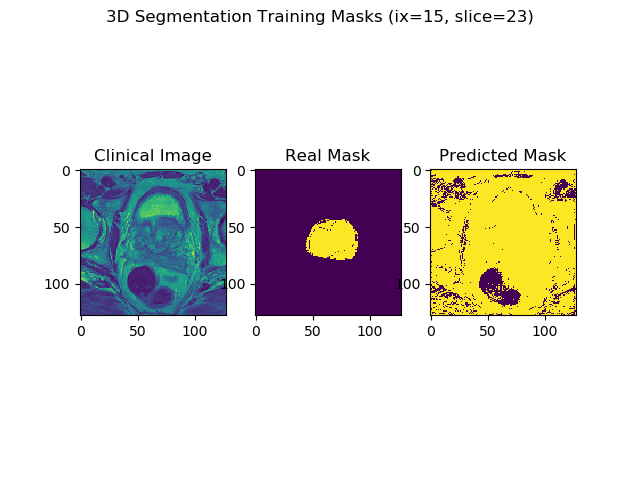 3D Segmentation Training Masks (ix=15, slice=23)
Clinical Image Real Mask Predicted Mask
0 0 0
50 50 50
100 100 100
0 50 100 0 50 100 0 50 100